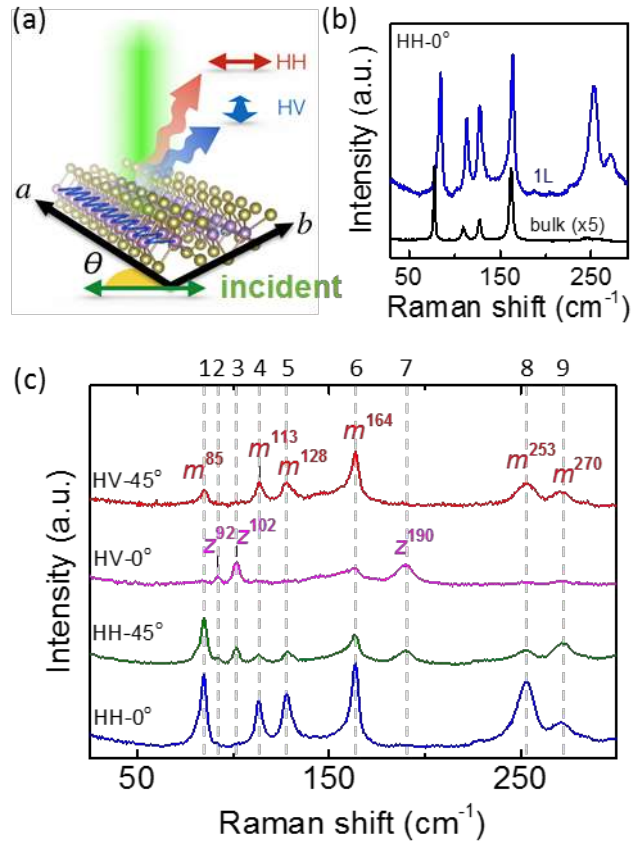 (a)
HH
HV
a
b
θ
incident
(b)
HH-0°
Intensity (a.u.)
1L
bulk (x5)
50
150
250
Raman shift (cm⁻¹)
(c)
1 2 3 4 5 6 7 8 9
HV-45°
m⁸⁵
m¹¹³
m¹²⁸
m¹⁶⁴
m²⁵³
m²⁷⁰
HV-0°
z⁹²
z¹⁰²
z¹⁹⁰
HH-45°
HH-0°
Intensity (a.u.)
50
150
250
Raman shift (cm⁻¹)